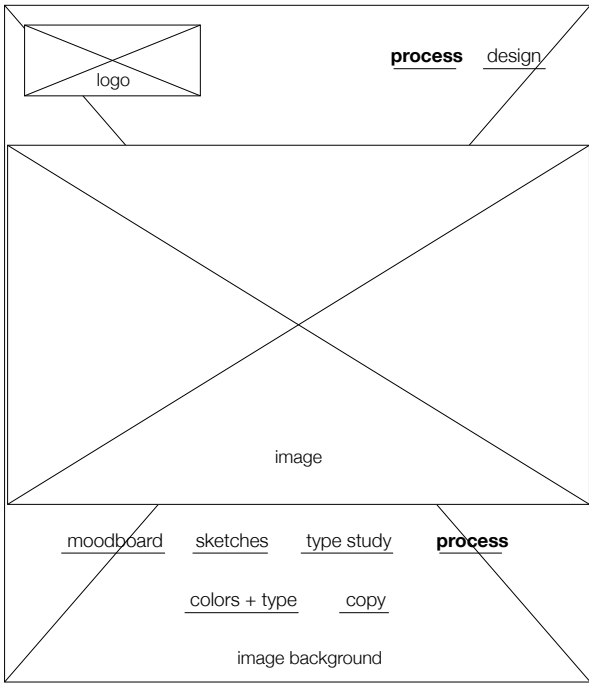 logo
process design
image
moodboard sketches type study process
colors + type copy
image background